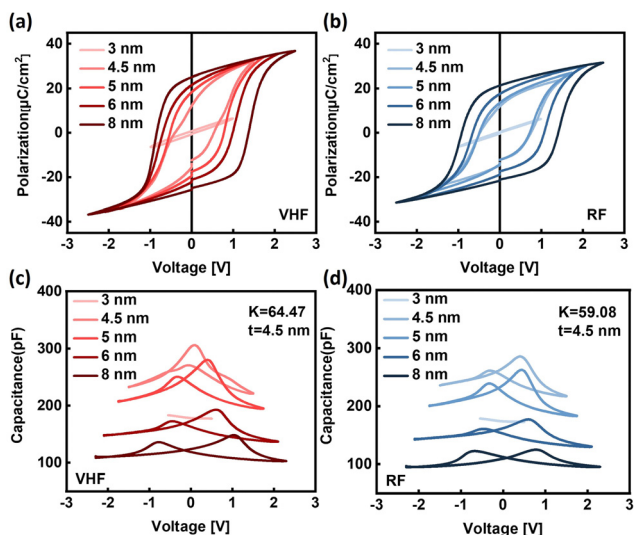 (a)
Polarization(μC/cm²)
40
20
0
-20
-40
3 nm
4.5 nm
5 nm
6 nm
8 nm
VHF
-3 -2 -1 0 1 2 3
Voltage [V]
(b)
Polarization(μC/cm²)
40
20
0
-20
-40
3 nm
4.5 nm
5 nm
6 nm
8 nm
RF
-3 -2 -1 0 1 2 3
Voltage [V]
(c)
Capacitance(pF)
400
300
200
100
3 nm
4.5 nm
5 nm
6 nm
8 nm
K=64.47
t=4.5 nm
VHF
-3 -2 -1 0 1 2 3
Voltage [V]
(d)
Capacitance(pF)
400
300
200
100
3 nm
4.5 nm
5 nm
6 nm
8 nm
K=59.08
t=4.5 nm
RF
-3 -2 -1 0 1 2 3
Voltage [V]